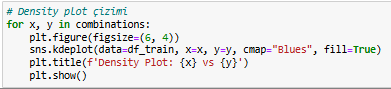 # Density plot çizimi
for x, y in combinations:
    plt.figure(figsize=(6, 4))
    sns.kdeplot(data=df_train, x=x, y=y, cmap="Blues", fill=True)
    plt.title(f'Density Plot: {x} vs {y}')
    plt.show()